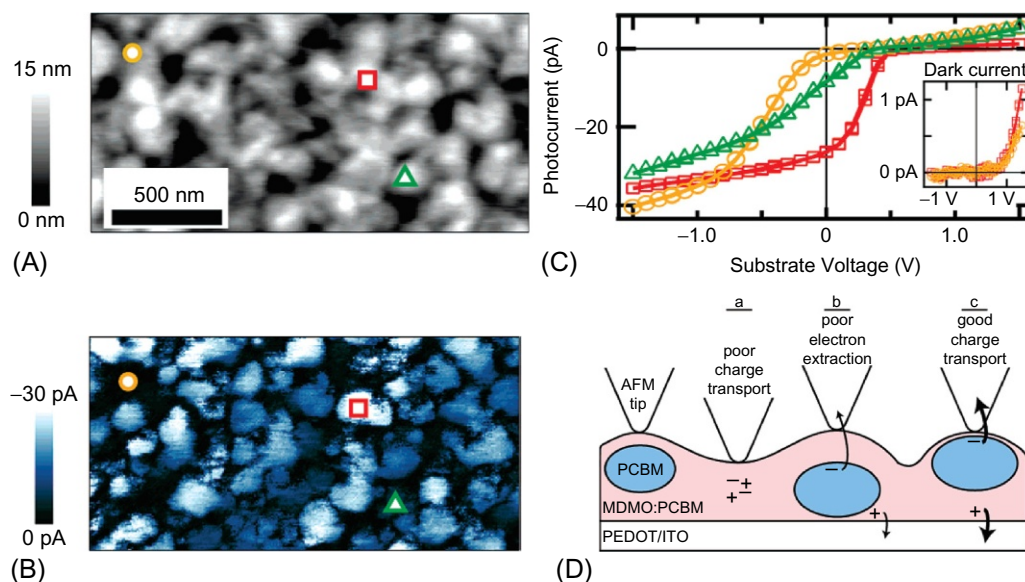 15 nm
0 nm
500 nm
(A)
−30 pA
0 pA
(B)
Photocurrent (pA)
0
−20
−40
−1.0
0
1.0
Substrate Voltage (V)
Dark current
1 pA
0 pA
−1 V
1 V
(C)
a
poor
charge
transport
b
poor
electron
extraction
c
good
charge
transport
AFM
tip
PCBM
− +
+ −
−
+
−
+
MDMO:PCBM
PEDOT/ITO
(D)